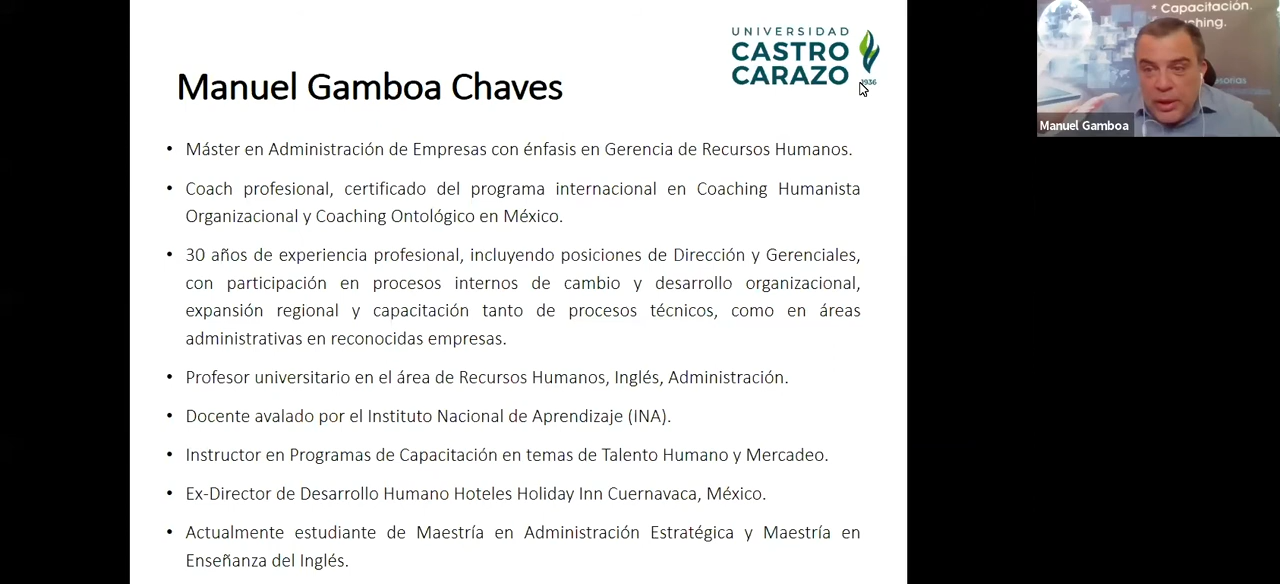 UNIVERSIDAD
CASTRO
CARAZO
1936
Manuel Gamboa Chaves
• Máster en Administración de Empresas con énfasis en Gerencia de Recursos Humanos.
• Coach profesional, certificado del programa internacional en Coaching Humanista
Organizacional y Coaching Ontológico en México.
• 30 años de experiencia profesional, incluyendo posiciones de Dirección y Gerenciales,
con participación en procesos internos de cambio y desarrollo organizacional,
expansión regional y capacitación tanto de procesos técnicos, como en áreas
administrativas en reconocidas empresas.
• Profesor universitario en el área de Recursos Humanos, Inglés, Administración.
• Docente avalado por el Instituto Nacional de Aprendizaje (INA).
• Instructor en Programas de Capacitación en temas de Talento Humano y Mercadeo.
• Ex-Director de Desarrollo Humano Hoteles Holiday Inn Cuernavaca, México.
• Actualmente estudiante de Maestría en Administración Estratégica y Maestría en
Enseñanza del Inglés.
* Capacitación.
Manuel Gamboa